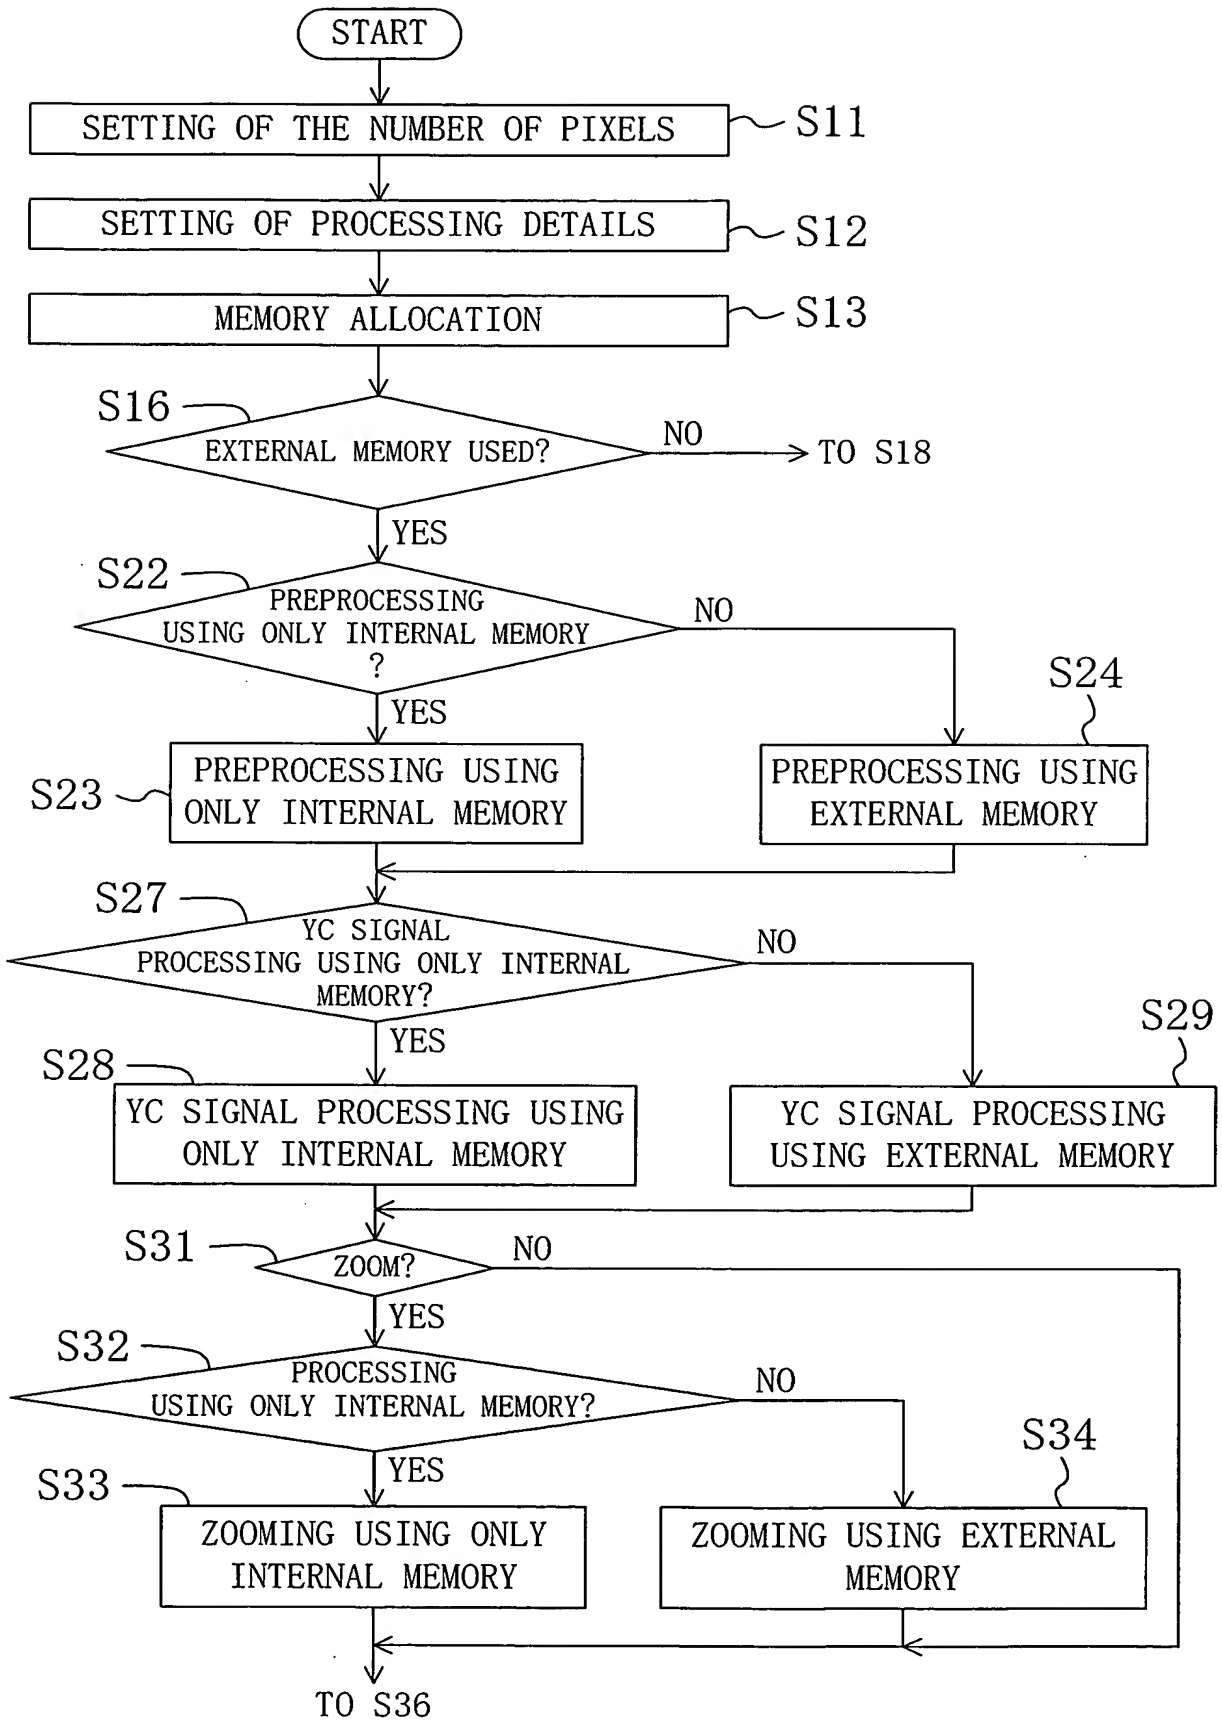 START
SETTING OF THE NUMBER OF PIXELS
S11
SETTING OF PROCESSING DETAILS
S12
MEMORY ALLOCATION
S13
S16
EXTERNAL MEMORY USED?
NO
TO S18
YES
S22
PREPROCESSING
USING ONLY INTERNAL MEMORY
?
NO
YES
S24
S23
PREPROCESSING USING
ONLY INTERNAL MEMORY
PREPROCESSING USING
EXTERNAL MEMORY
S27
YC SIGNAL
PROCESSING USING ONLY INTERNAL
MEMORY?
NO
YES
S29
S28
YC SIGNAL PROCESSING USING
ONLY INTERNAL MEMORY
YC SIGNAL PROCESSING
USING EXTERNAL MEMORY
S31
ZOOM?
NO
YES
S32
PROCESSING
USING ONLY INTERNAL MEMORY?
NO
YES
S34
S33
ZOOMING USING ONLY
INTERNAL MEMORY
ZOOMING USING EXTERNAL
MEMORY
TO S36